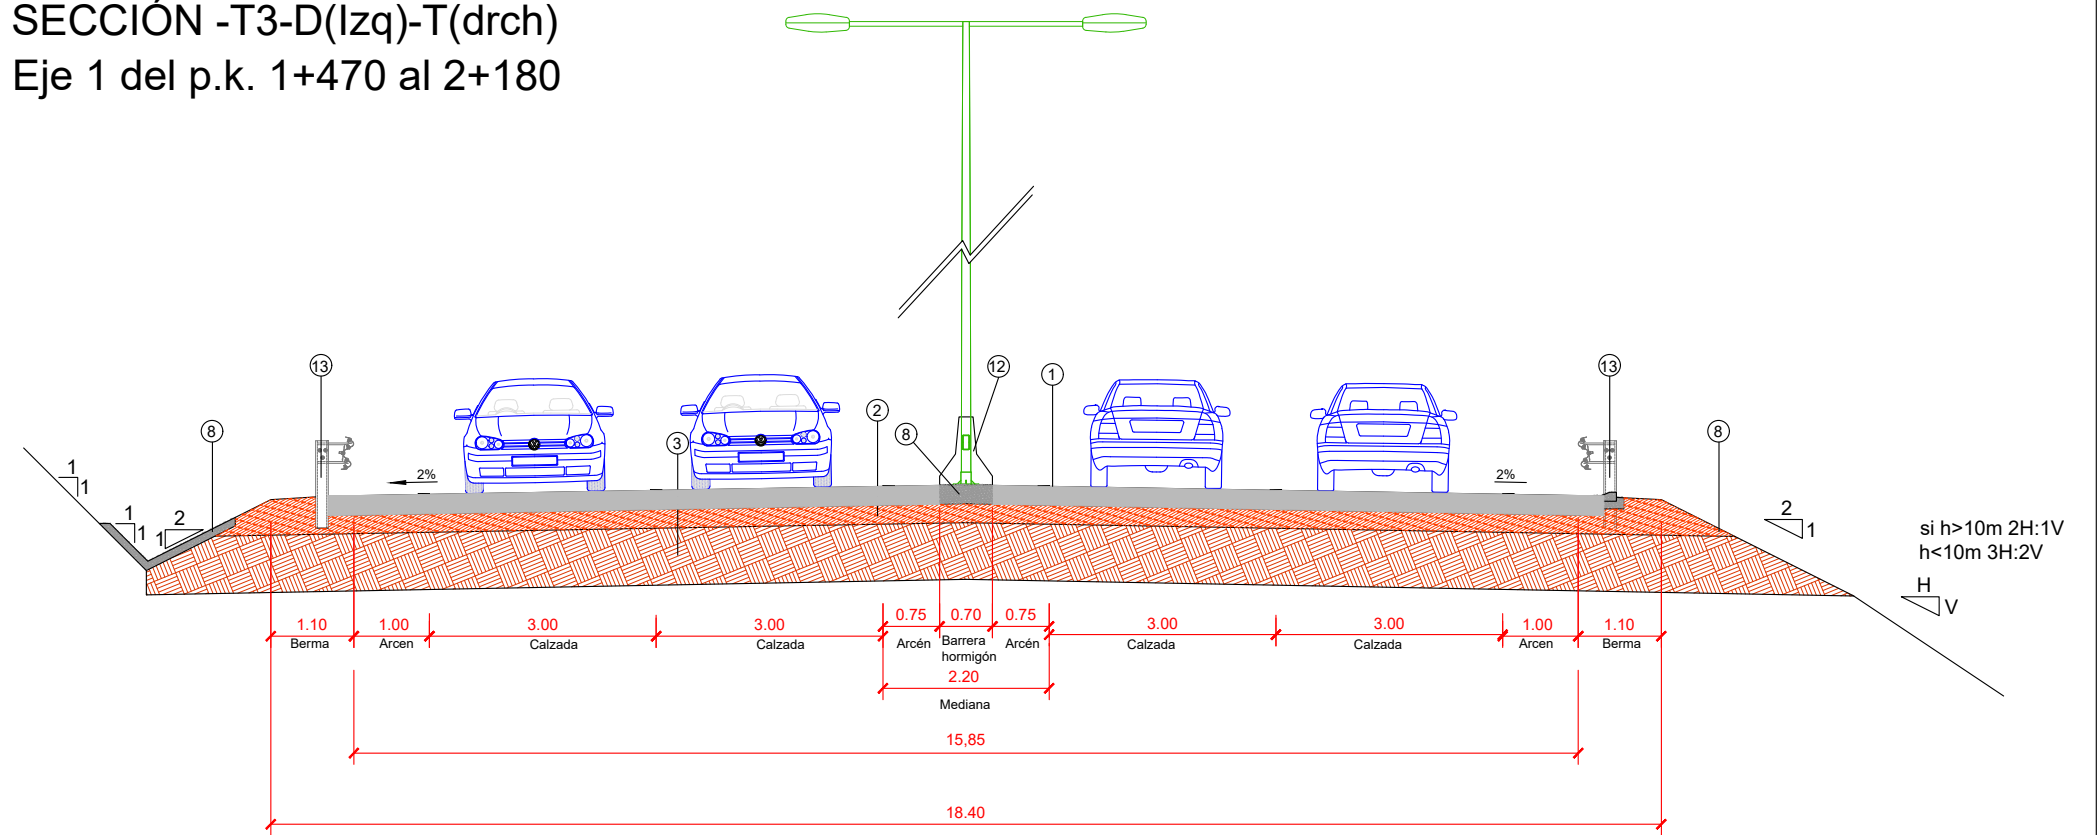 SECCIÓN -T3-D(Izq)-T(drch)
Eje 1 del p.k. 1+470 al 2+180
13
12
1
13
2
8
3
8
8
1
1
2%
2%
1
1
2
1
2
1
si h>10m 2H:1V
h<10m 3H:2V
H
V
1.10
1.00
3.00
3.00
0.75
0.70
0.75
3.00
3.00
1.00
1.10
Berma
Arcen
Calzada
Calzada
Arcén
Barrera
hormigón
Arcén
Calzada
Calzada
Arcen
Berma
2.20
Mediana
15,85
18.40